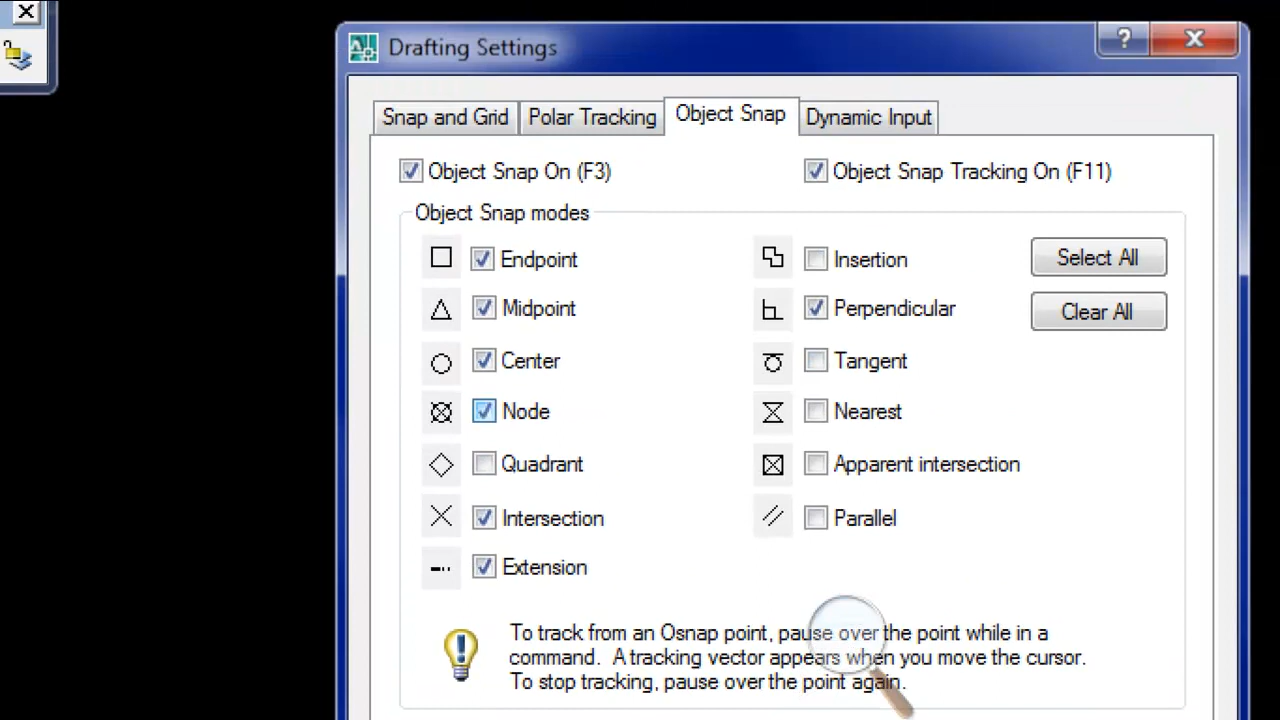 Drafting Settings
?
Snap and Grid Polar Tracking Object Snap Dynamic Input
Object Snap On (F3) Object Snap Tracking On (F11)
Object Snap modes
Endpoint Insertion Select All
Midpoint Perpendicular Clear All
Center Tangent
Node Nearest
Quadrant Apparent intersection
Intersection Parallel
Extension
To track from an Osnap point, pause over the point while in a
command. A tracking vector appears when you move the cursor.
To stop tracking, pause over the point again.